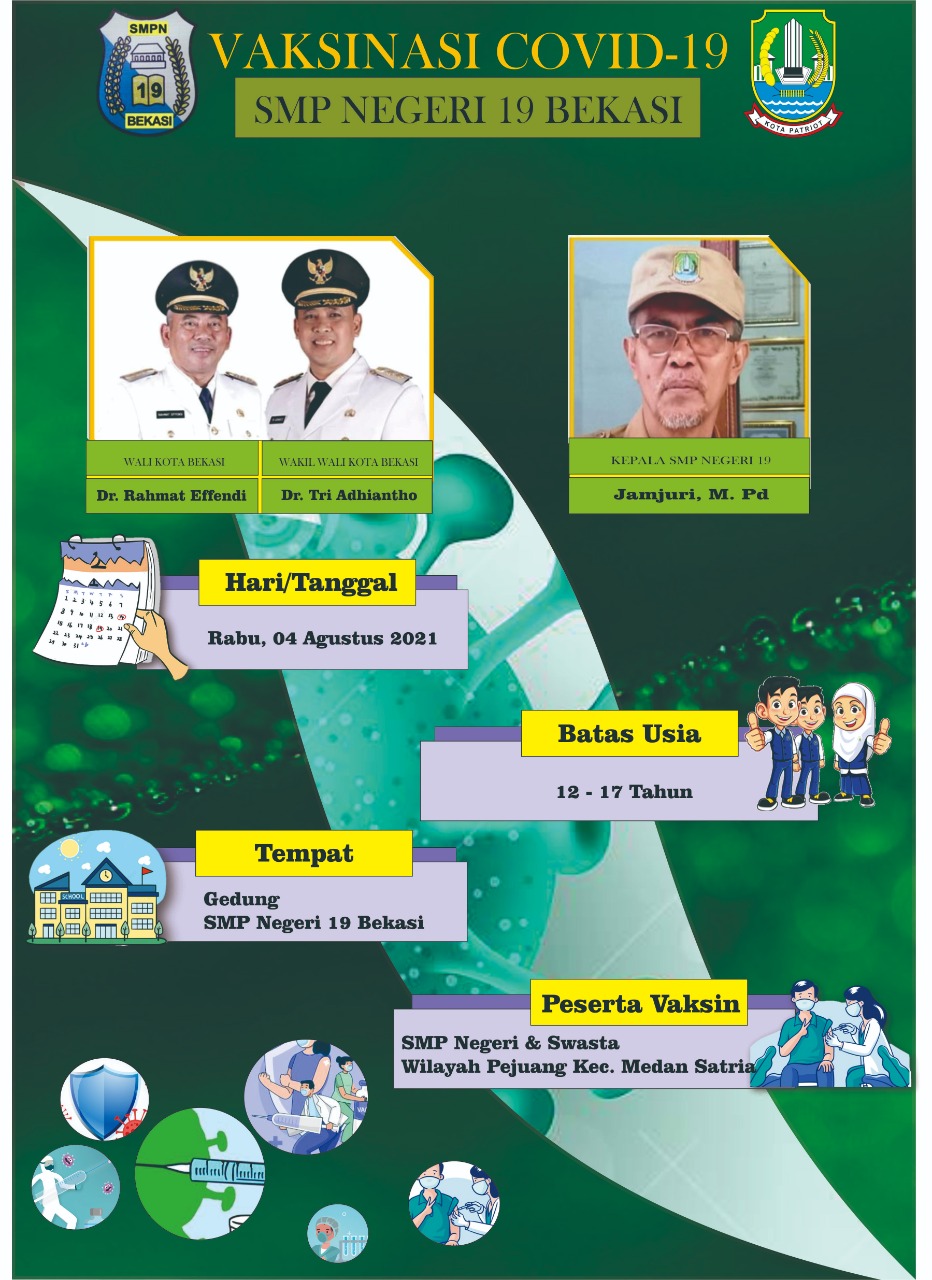 SMPN
19
BEKASI
VAKSINASI COVID-19
SMP NEGERI 19 BEKASI
KOTA PATRIOT
WALI KOTA BEKASI
WAKIL WALI KOTA BEKASI
KEPALA SMP NEGERI 19
Dr. Rahmat Effendi
Dr. Tri Adhiantho
Jamjuri, M. Pd
Hari/Tanggal
Rabu, 04 Agustus 2021
Batas Usia
12 - 17 Tahun
Tempat
SCHOOL
Gedung
SMP Negeri 19 Bekasi
Peserta Vaksin
SMP Negeri & Swasta
Wilayah Pejuang Kec. Medan Satria